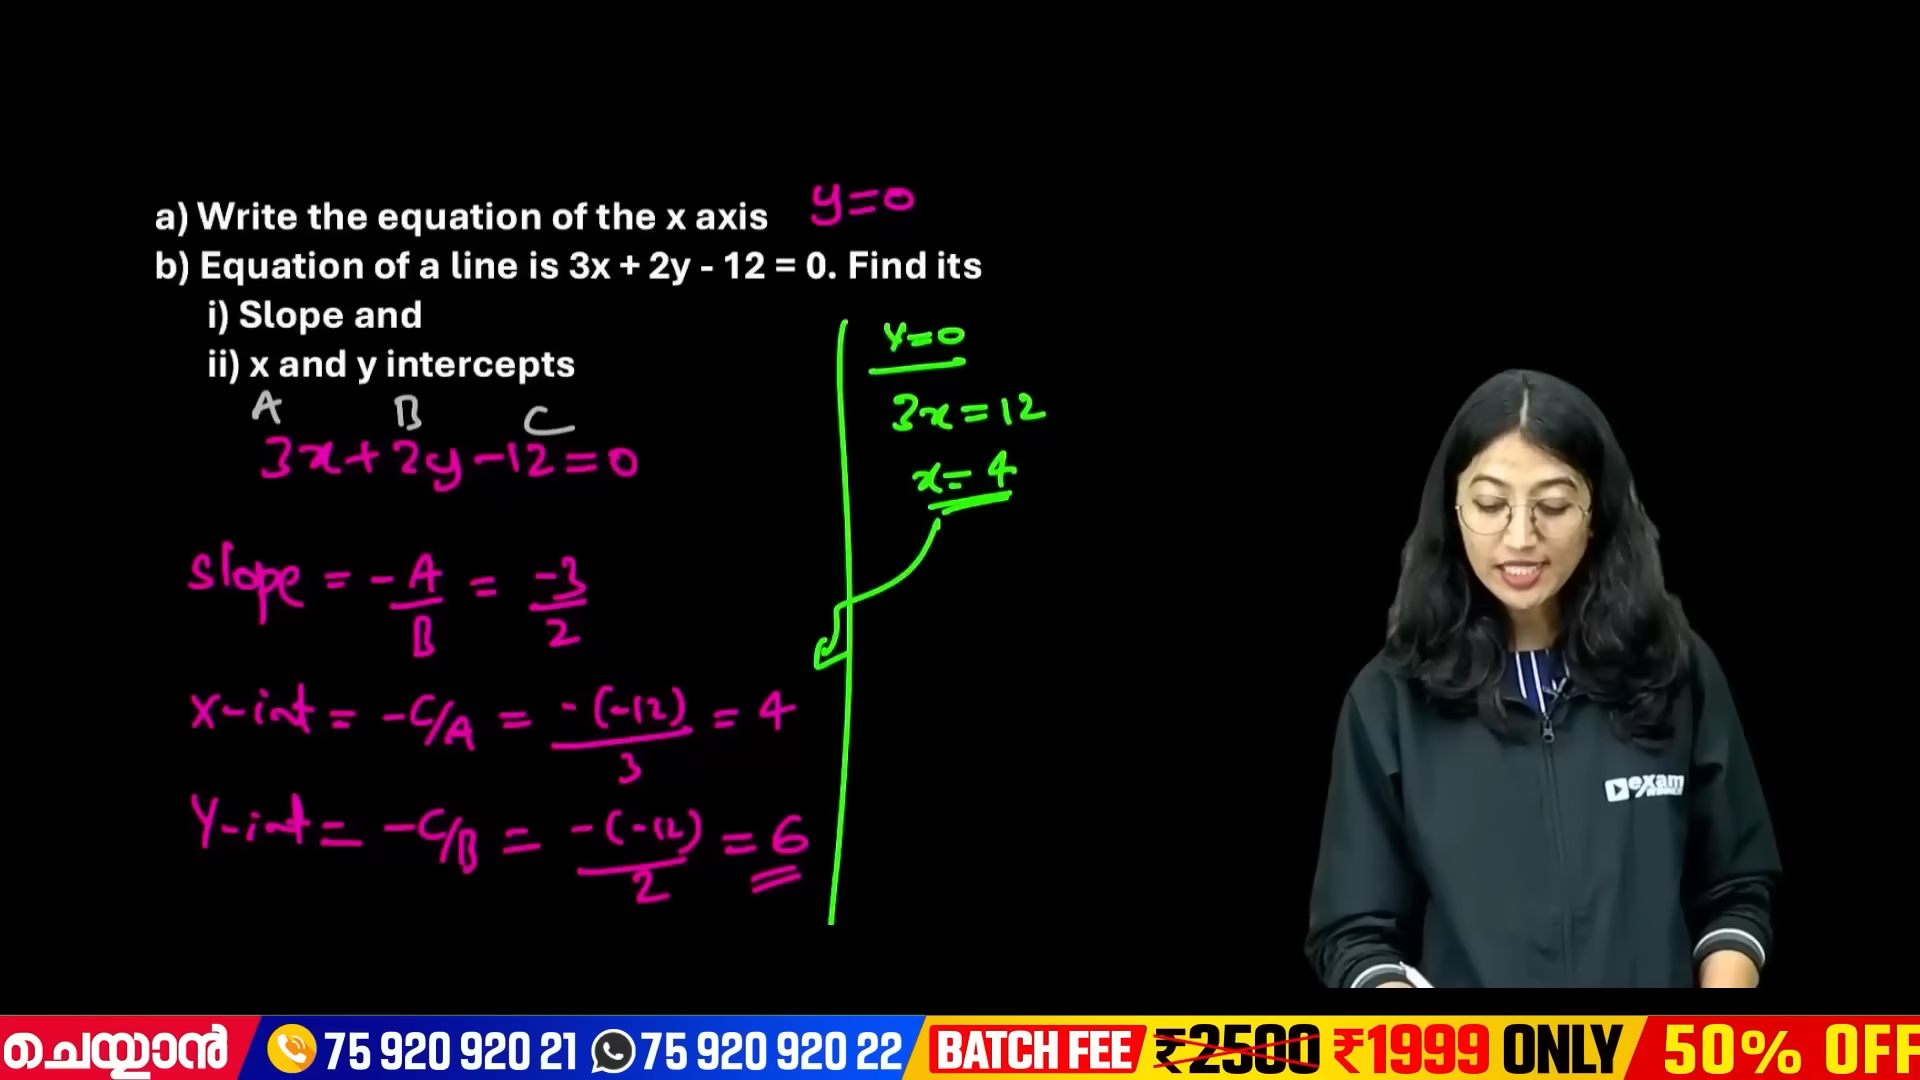 a) Write the equation of the x axis y=0
b) Equation of a line is 3x + 2y - 12 = 0. Find its
i) Slope and
ii) x and y intercepts
A B C
3x+2y-12=0
Slope = -A/B = -3/2
X-int = -C/A = -(-12)/3 = 4
Y-int = -C/B = -(-12)/2 = 6
Y=0
3x=12
x=4
exam
ചെയ്യാൻ 75 920 920 21 75 920 920 22 BATCH FEE ₹2500 ₹1999 ONLY 50% OFF